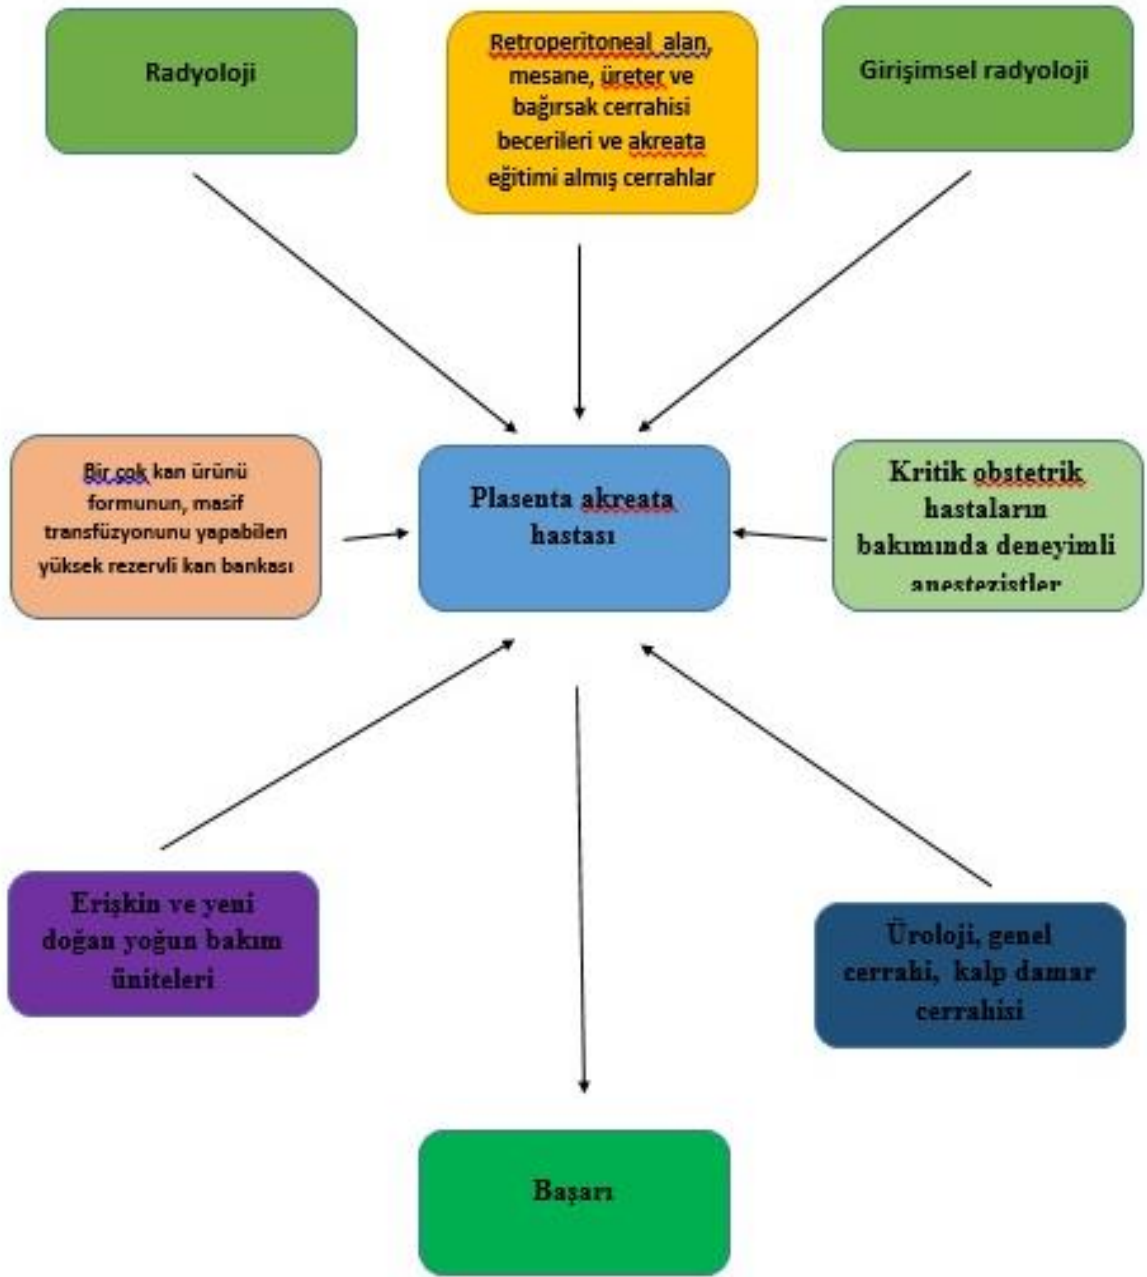 Radyoloji
Retroperitoneal alan,
mesane, üreter ve
bağırsak cerrahisi
becerileri ve akreata
eğitimi almış cerrahlar
Girişimsel radyoloji
Bir çok kan ürünü
formunun, masif
transfüzyonunu yapabilen
yüksek rezervli kan bankası
Plasenta akreata
hastası
Kritik obstetrik
hastaların
bakımında deneyimli
anestezistler
Erişkin ve yeni
doğan yoğun bakım
üniteleri
Üroloji, genel
cerrahi, kalp damar
cerrahisi
Başarı